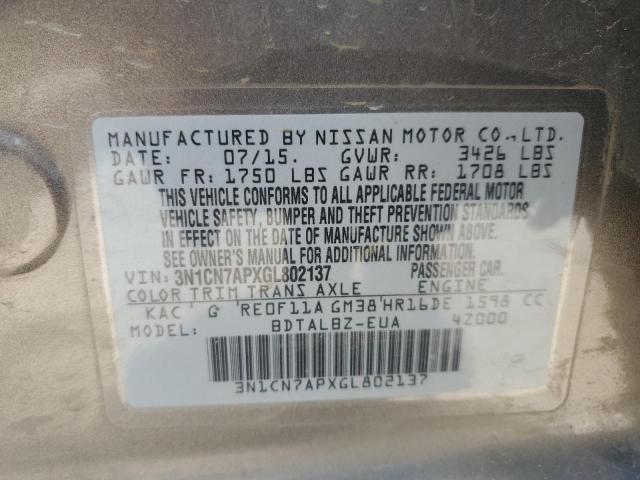 MANUFACTURED BY NISSAN MOTOR CO., LTD.
DATE: 07/15. GVWR: 3426 LBS
GAWR FR: 1750 LBS GAWR RR: 1708 LBS
THIS VEHICLE CONFORMS TO ALL APPLICABLE FEDERAL MOTOR
VEHICLE SAFETY, BUMPER AND THEFT PREVENTION STANDARDS
IN EFFECT ON THE DATE OF MANUFACTURE SHOWN ABOVE.
SEE OWNER'S MANUAL FOR ADDITIONAL INFORMATION.
VIN: 3N1CN7APXGL802137 PASSENGER CAR.
COLOR TRIM TRANS AXLE ENGINE
KAC' G 'RE0F11A GM38'HR16DE 1598 CC
MODEL: BDTALBZ-EUA 4Z000
3N1CN7APXGL802137